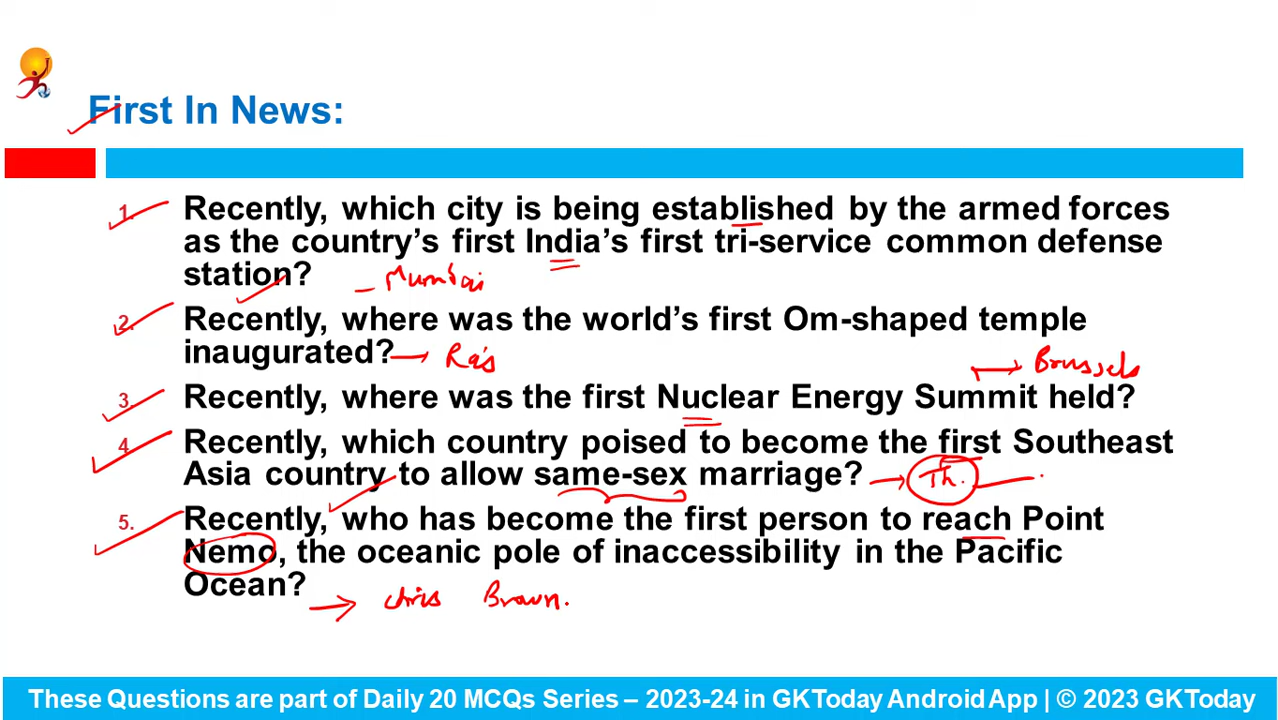 First In News:
1. Recently, which city is being established by the armed forces
as the country's first India's first tri-service common defense
station? – Mumbai
2. Recently, where was the world's first Om-shaped temple
inaugurated? → Ras
→ Brussels
3 Recently, where was the first Nuclear Energy Summit held?
4 Recently, which country poised to become the first Southeast
Asia country to allow same-sex marriage? → Th.
5. Recently, who has become the first person to reach Point
Nemo, the oceanic pole of inaccessibility in the Pacific
Ocean?
→ Chris Brown.
These Questions are part of Daily 20 MCQs Series – 2023-24 in GKToday Android App | © 2023 GKToday